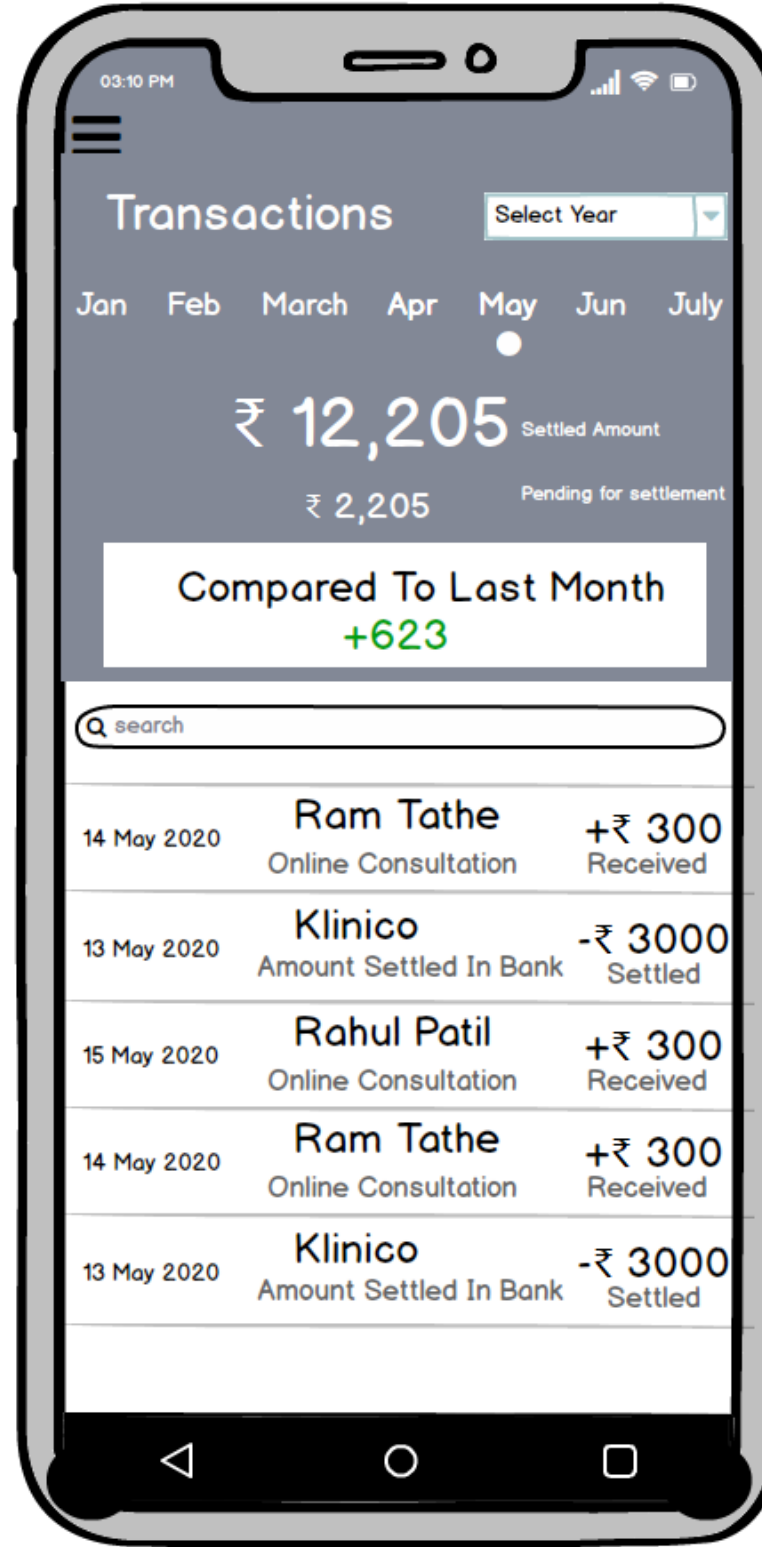 03:10 PM
Transactions
Select Year
Jan Feb March Apr May Jun July
₹ 12,205 Settled Amount
₹ 2,205 Pending for settlement
Compared To Last Month
+623
search
Ram Tathe
14 May 2020 +₹ 300
Online Consultation Received
Klinico
13 May 2020 -₹ 3000
Amount Settled In Bank Settled
Rahul Patil
15 May 2020 +₹ 300
Online Consultation Received
Ram Tathe
14 May 2020 +₹ 300
Online Consultation Received
Klinico
13 May 2020 -₹ 3000
Amount Settled In Bank Settled